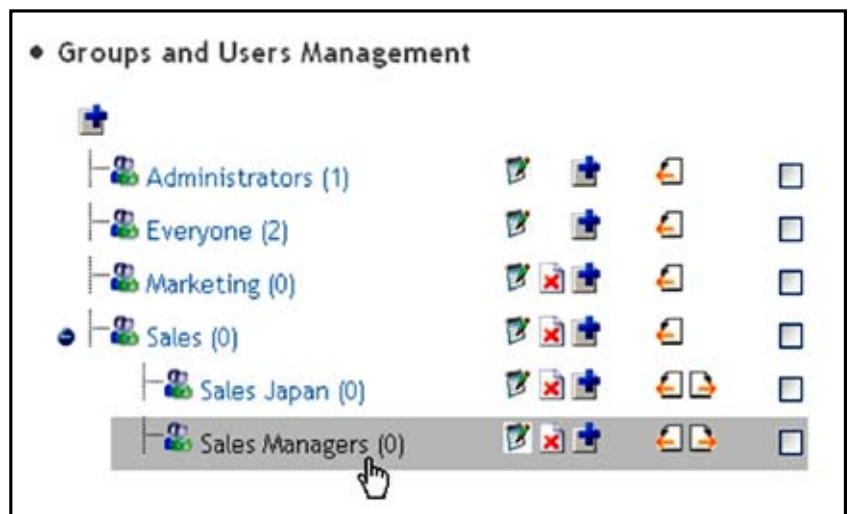 Groups and Users Management
Administrators (1)
Everyone (2)
Marketing (0)
Sales (0)
Sales Japan (0)
Sales Managers (0)